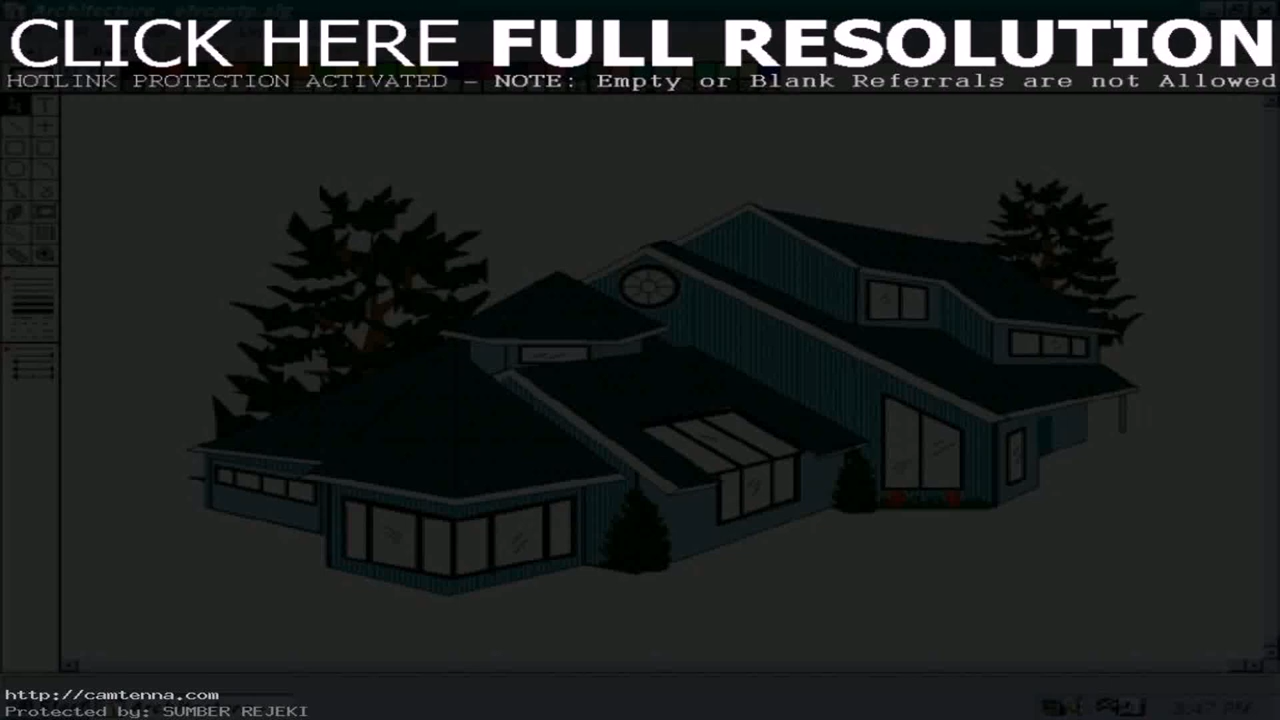 CLICK HERE FULL RESOLUTION
HOTLINK PROTECTION ACTIVATED - NOTE: Empty or Blank Referrals are not Allowed
http://camtenna.com
Protected by: SUMBER REJEKI